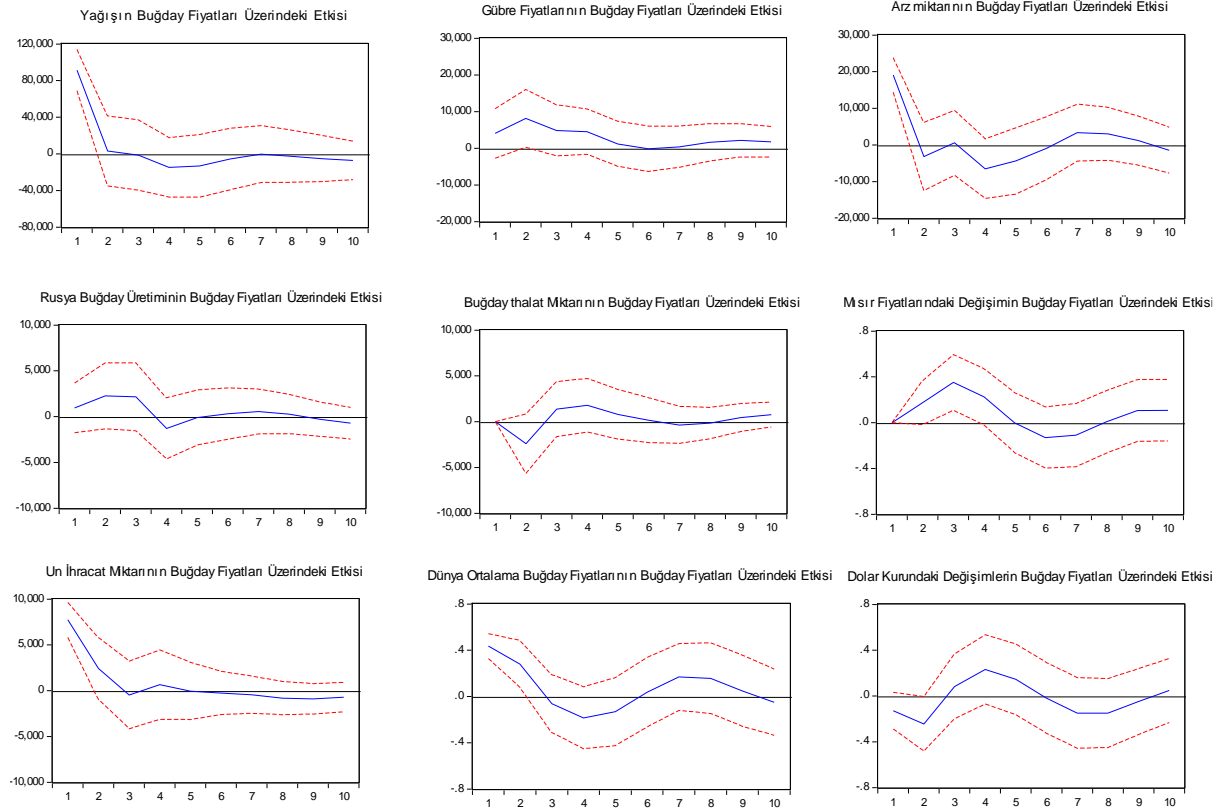 Yağışın Buğday Fiyatları Üzerindeki Etkisi
120,000
80,000
40,000
0
-40,000
-80,000
1 2 3 4 5 6 7 8 9 10
Gübre Fiyatlarının Buğday Fiyatları Üzerindeki Etkisi
30,000
20,000
10,000
0
-10,000
-20,000
1 2 3 4 5 6 7 8 9 10
Arz miktarının Buğday Fiyatları Üzerindeki Etkisi
30,000
20,000
10,000
0
-10,000
-20,000
1 2 3 4 5 6 7 8 9 10
Rusya Buğday Üretiminin Buğday Fiyatları Üzerindeki Etkisi
10,000
5,000
0
-5,000
-10,000
1 2 3 4 5 6 7 8 9 10
Buğday thalat Mktarının Buğday Fiyatları Üzerindeki Etkisi
10,000
5,000
0
-5,000
-10,000
1 2 3 4 5 6 7 8 9 10
Mısır Fiyatlarındaki Değişimin Buğday Fiyatları Üzerindeki Etkisi
.8
.4
.0
-.4
-.8
1 2 3 4 5 6 7 8 9 10
Un İhracat Mktarının Buğday Fiyatları Üzerindeki Etkisi
10,000
5,000
0
-5,000
-10,000
1 2 3 4 5 6 7 8 9 10
Dünya Ortalama Buğday Fiyatlarının Buğday Fiyatları Üzerindeki Etkisi
.8
.4
.0
-.4
-.8
1 2 3 4 5 6 7 8 9 10
Dolar Kurundaki Değişimlerin Buğday Fiyatları Üzerindeki Etkisi
.8
.4
.0
-.4
-.8
1 2 3 4 5 6 7 8 9 10